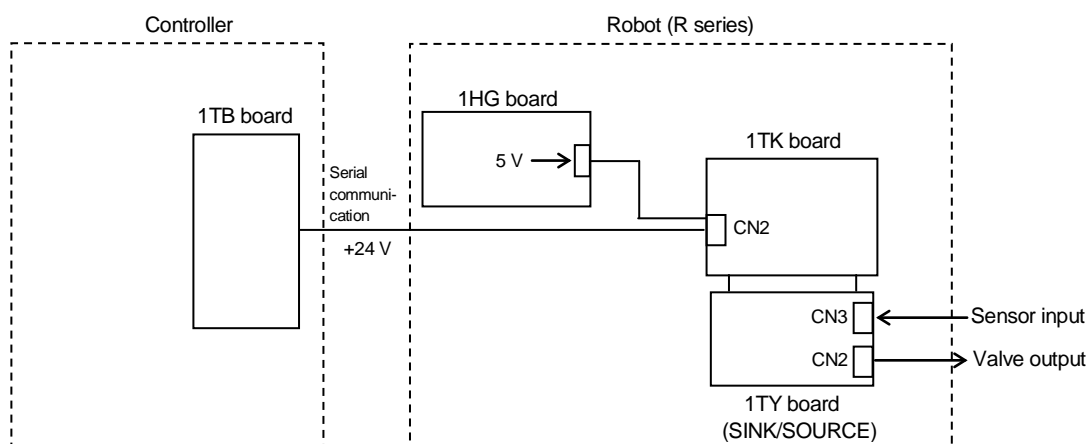 Controller
Robot (R series)
1HG board
1TB board
1TK board
5 V
Serial
communi-
cation
CN2
+24 V
CN3
Sensor input
CN2
Valve output
1TY board
(SINK/SOURCE)